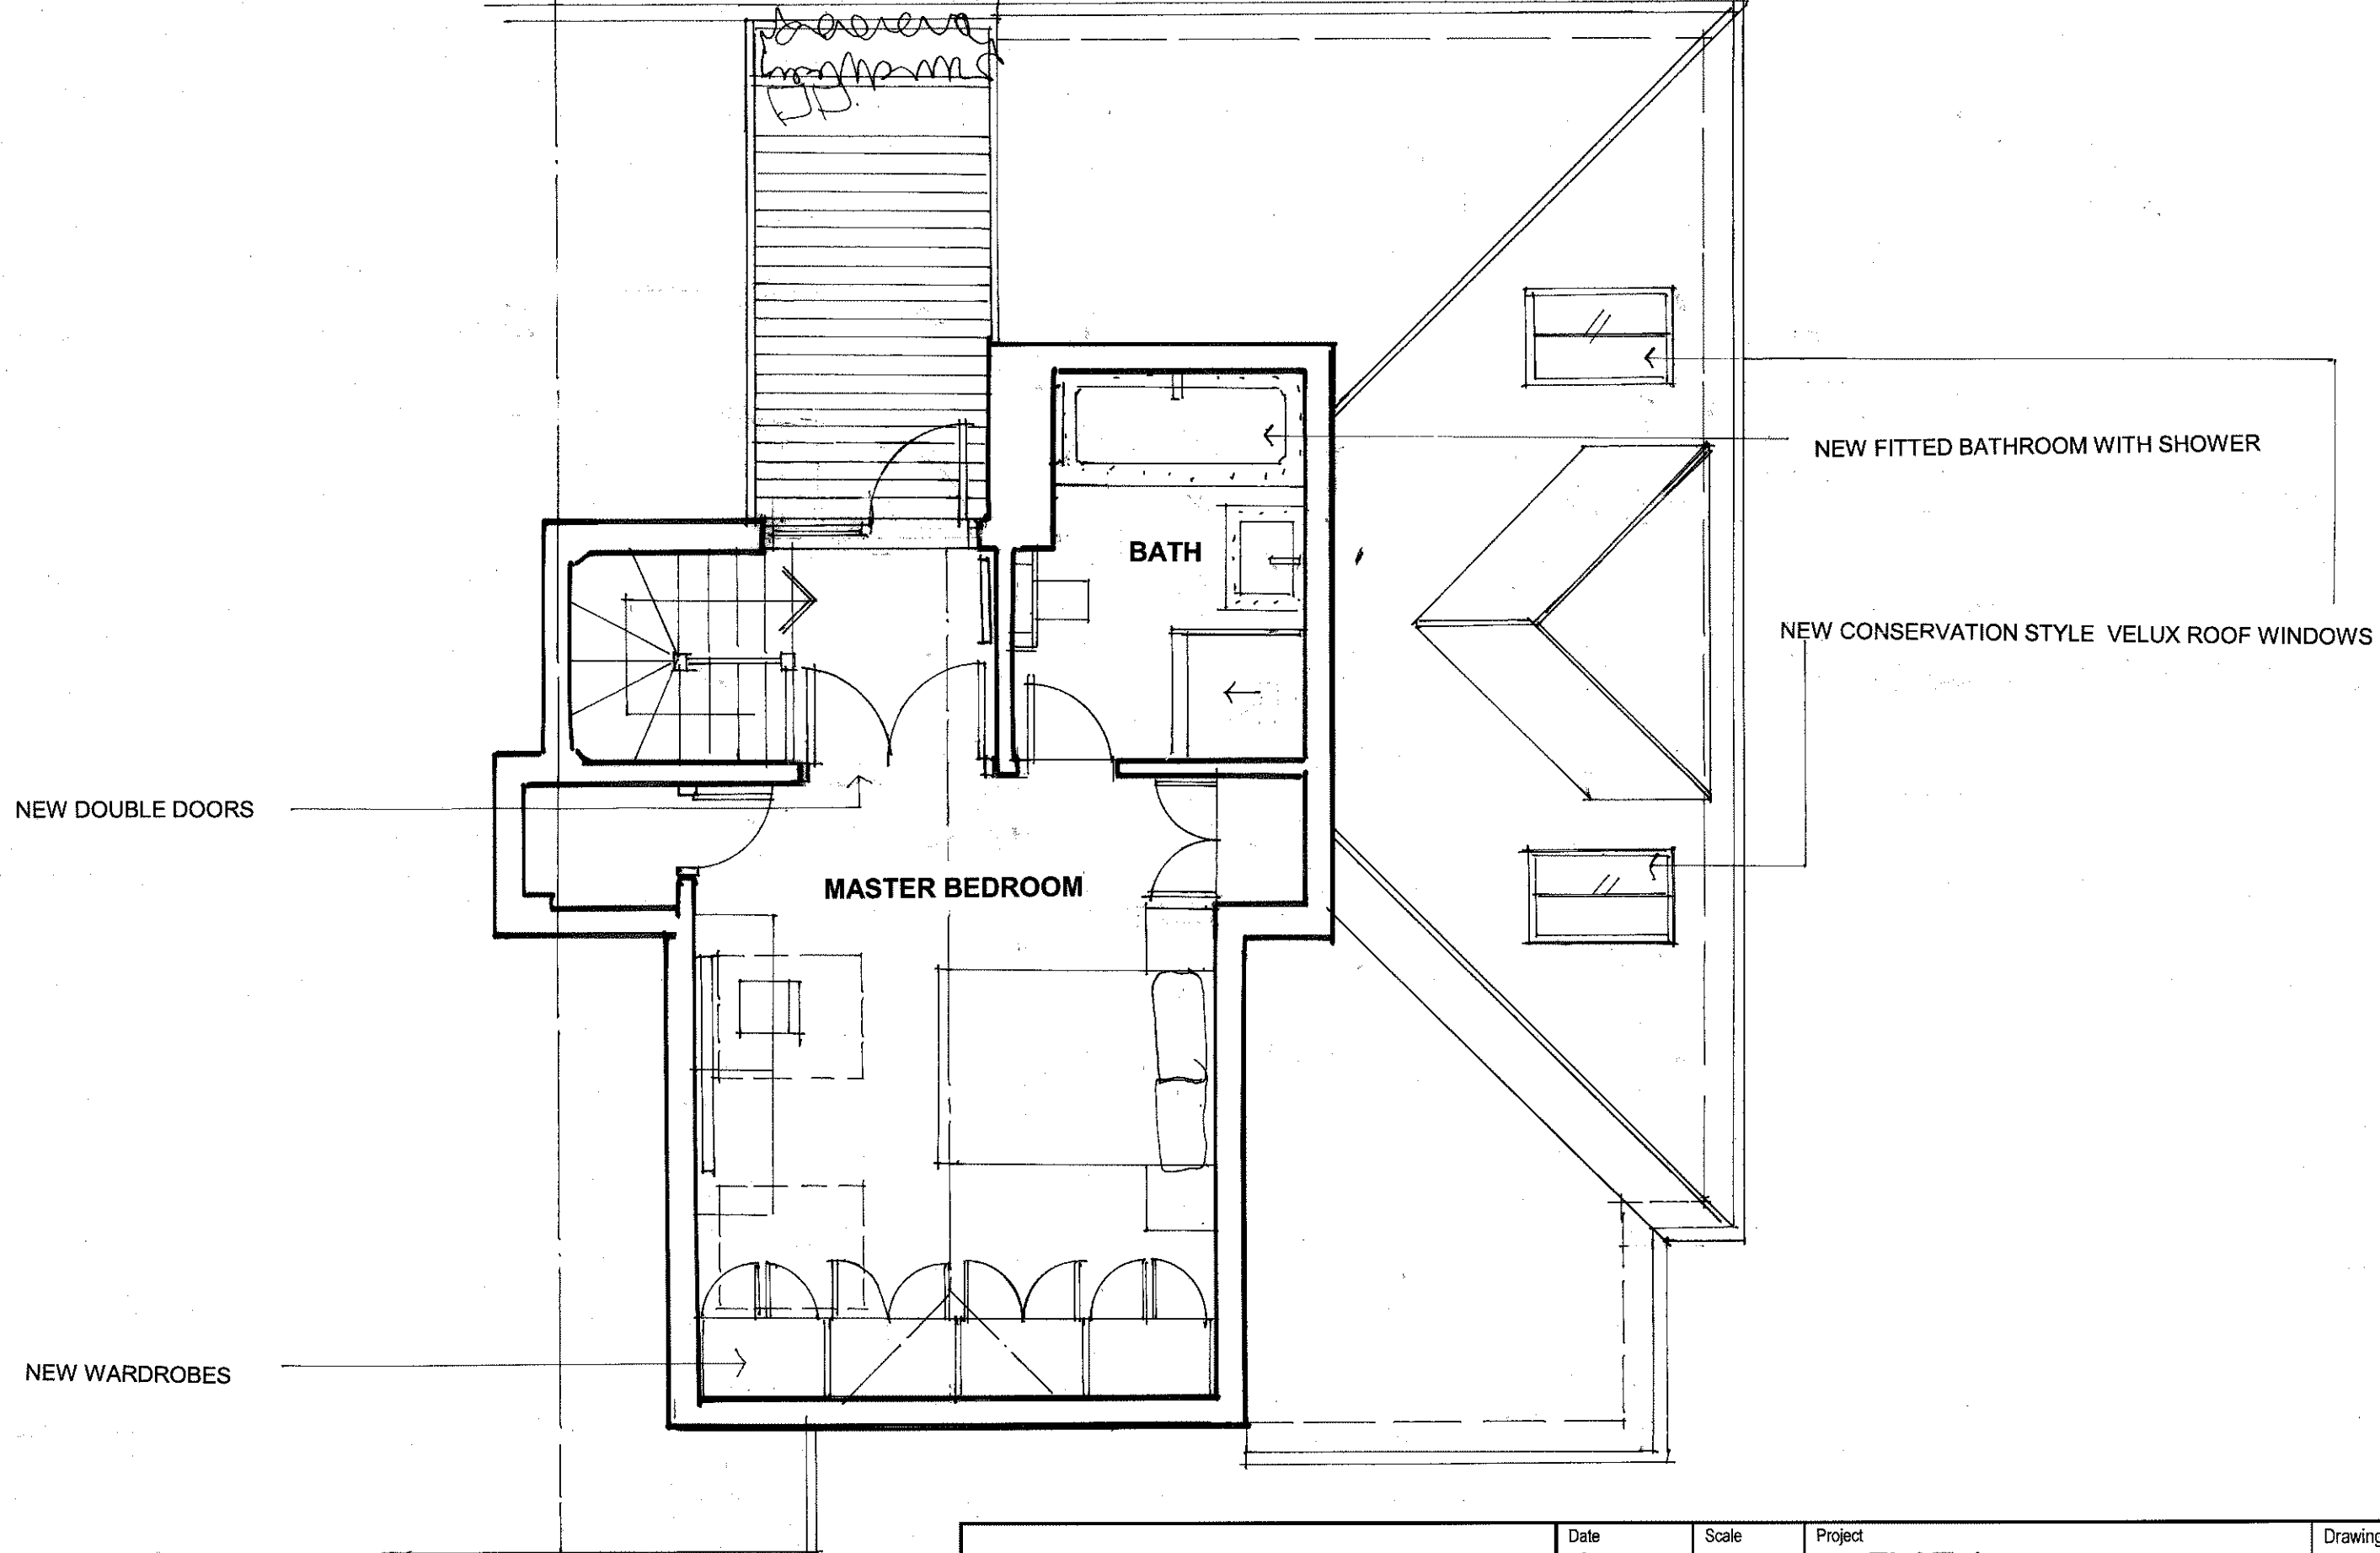 NEW FITTED BATHROOM WITH SHOWER
BATH
NEW CONSERVATION STYLE VELUX ROOF WINDOWS
NEW DOUBLE DOORS
MASTER BEDROOM
NEW WARDROBES
Date Scale Project Drawing